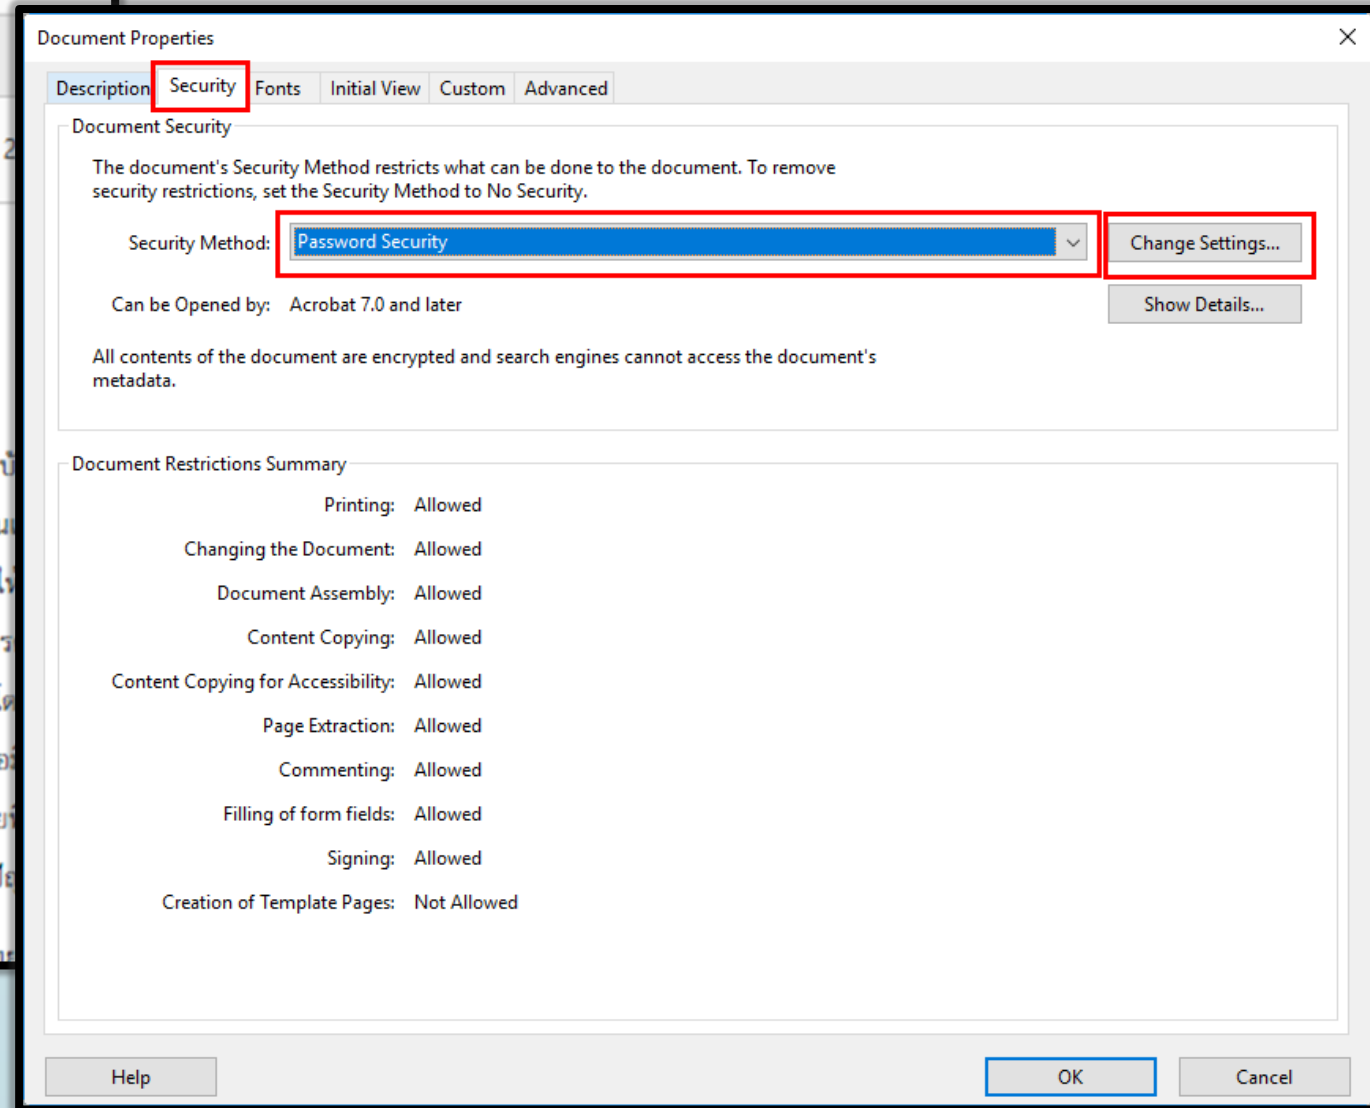 Document Properties
Description Security Fonts Initial View Custom Advanced
Document Security
The document's Security Method restricts what can be done to the document. To remove
security restrictions, set the Security Method to No Security.
Security Method: Password Security Change Settings...
Can be Opened by: Acrobat 7.0 and later Show Details...
All contents of the document are encrypted and search engines cannot access the document's
metadata.
Document Restrictions Summary
Printing: Allowed
Changing the Document: Allowed
Document Assembly: Allowed
Content Copying: Allowed
Content Copying for Accessibility: Allowed
Page Extraction: Allowed
Commenting: Allowed
Filling of form fields: Allowed
Signing: Allowed
Creation of Template Pages: Not Allowed
Help OK Cancel